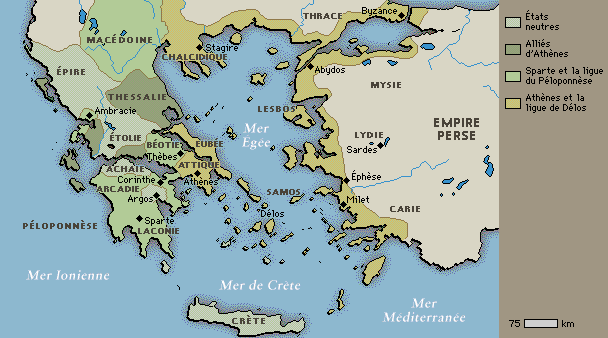 THRACE
Byzance
MACÉDOINE
Stagire
CHALCIDIQUE
Abydos
ÉPIRE
MYSIE
THESSALIE
LESBOS
Ambracie
Mer
Égée
EMPIRE
PERSE
ÉTOLIE
LYDIE
BÉOTIE
EUBÉE
Sardes
Thèbes
ATTIQUE
ACHAÏE
Corinthe
Athènes
Éphèse
ARCADIE
SAMOS
Argos
Milet
CARIE
Délos
Sparte
PÉLOPONNÈSE
LACONIE
Mer Ionienne
Mer de Crète
Mer
Méditerranée
CRÈTE
États
neutres
Alliés
d'Athènes
Sparte et la ligue
du Péloponnèse
Athènes et la
ligue de Délos
75 km